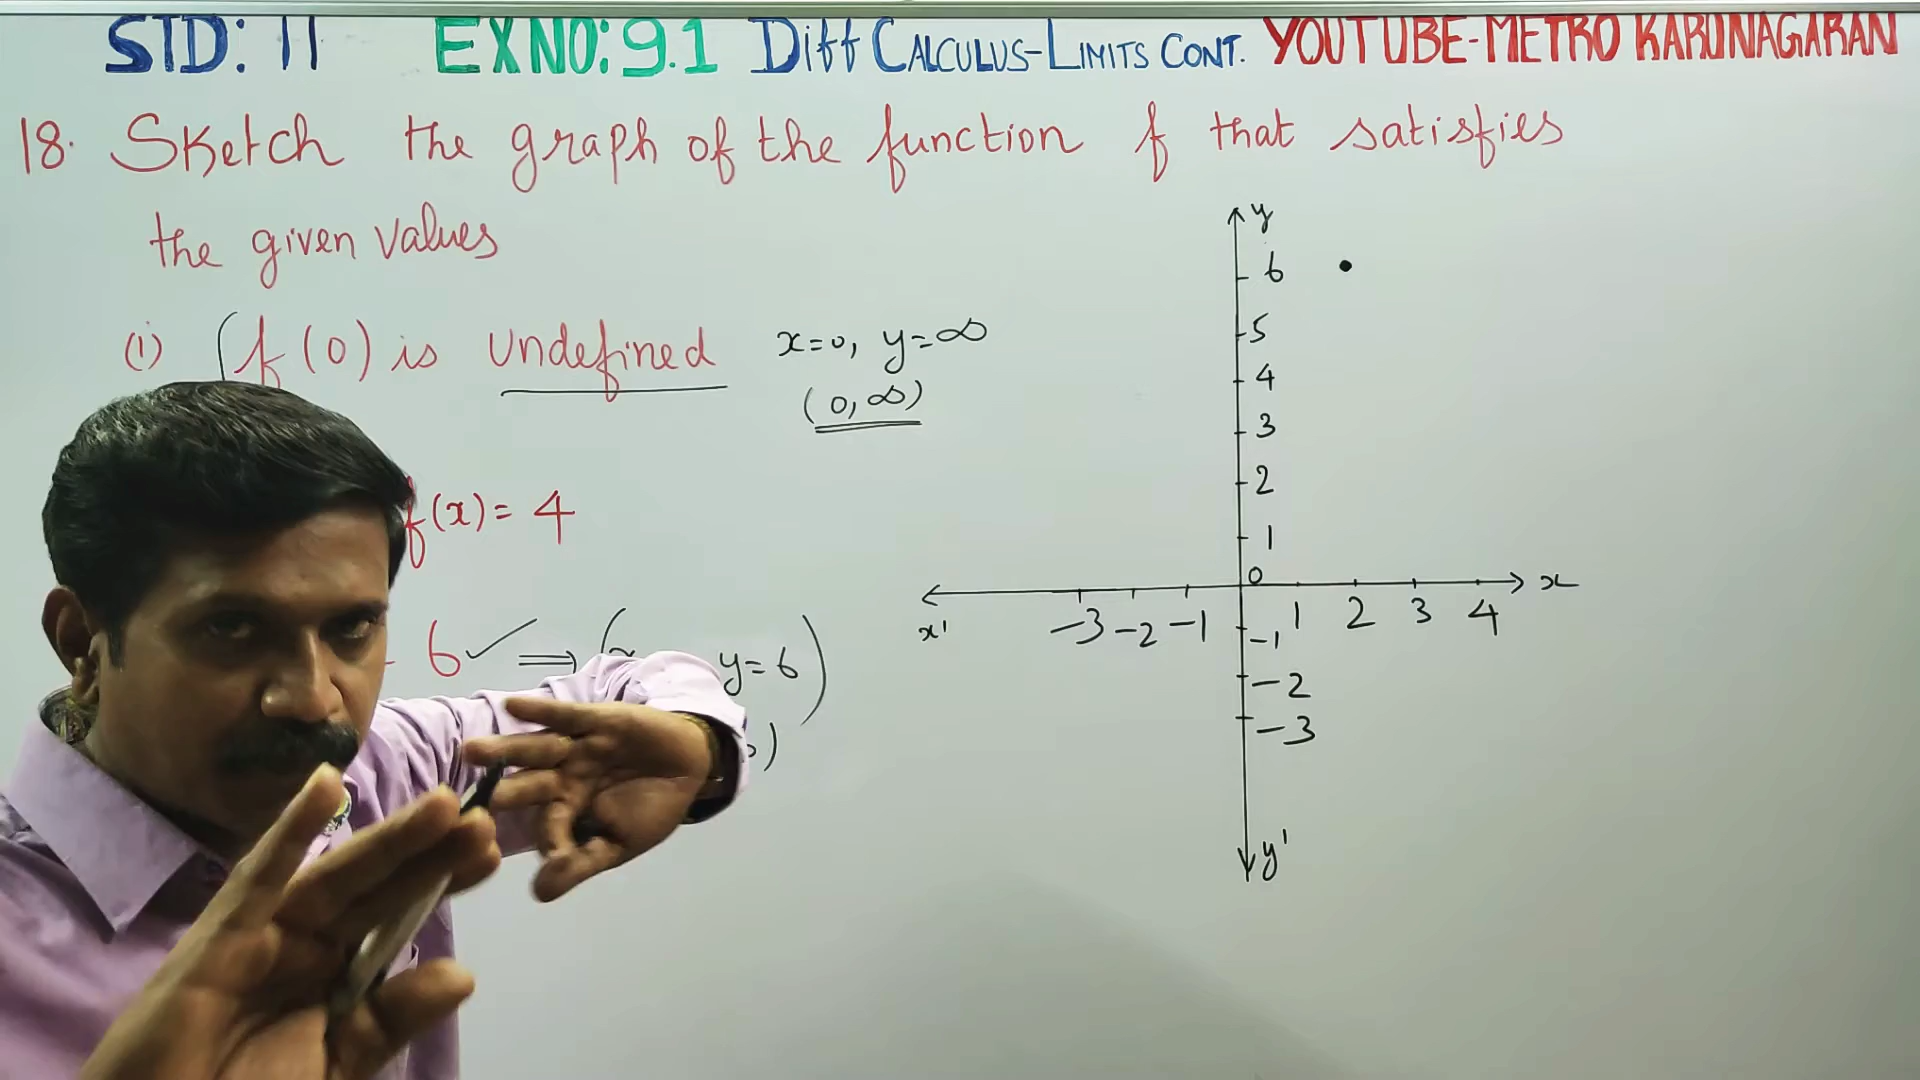 STD: 11 EXNO: 9.1 Diff CALCULUS-LIMITS CONT. YOUTUBE-METRO KARUNAGARAN
18. Sketch the graph of the function f that satisfies
the given values
(i) f(0) is undefined x=0, y=∞
(0, ∞)
f(x) = 4
6 ✓ ⟹ ( y=6 )
)
y
6
5
4
3
2
1
0
x
x'
-3 -2 -1 1 2 3 4
-1
-2
-3
y'